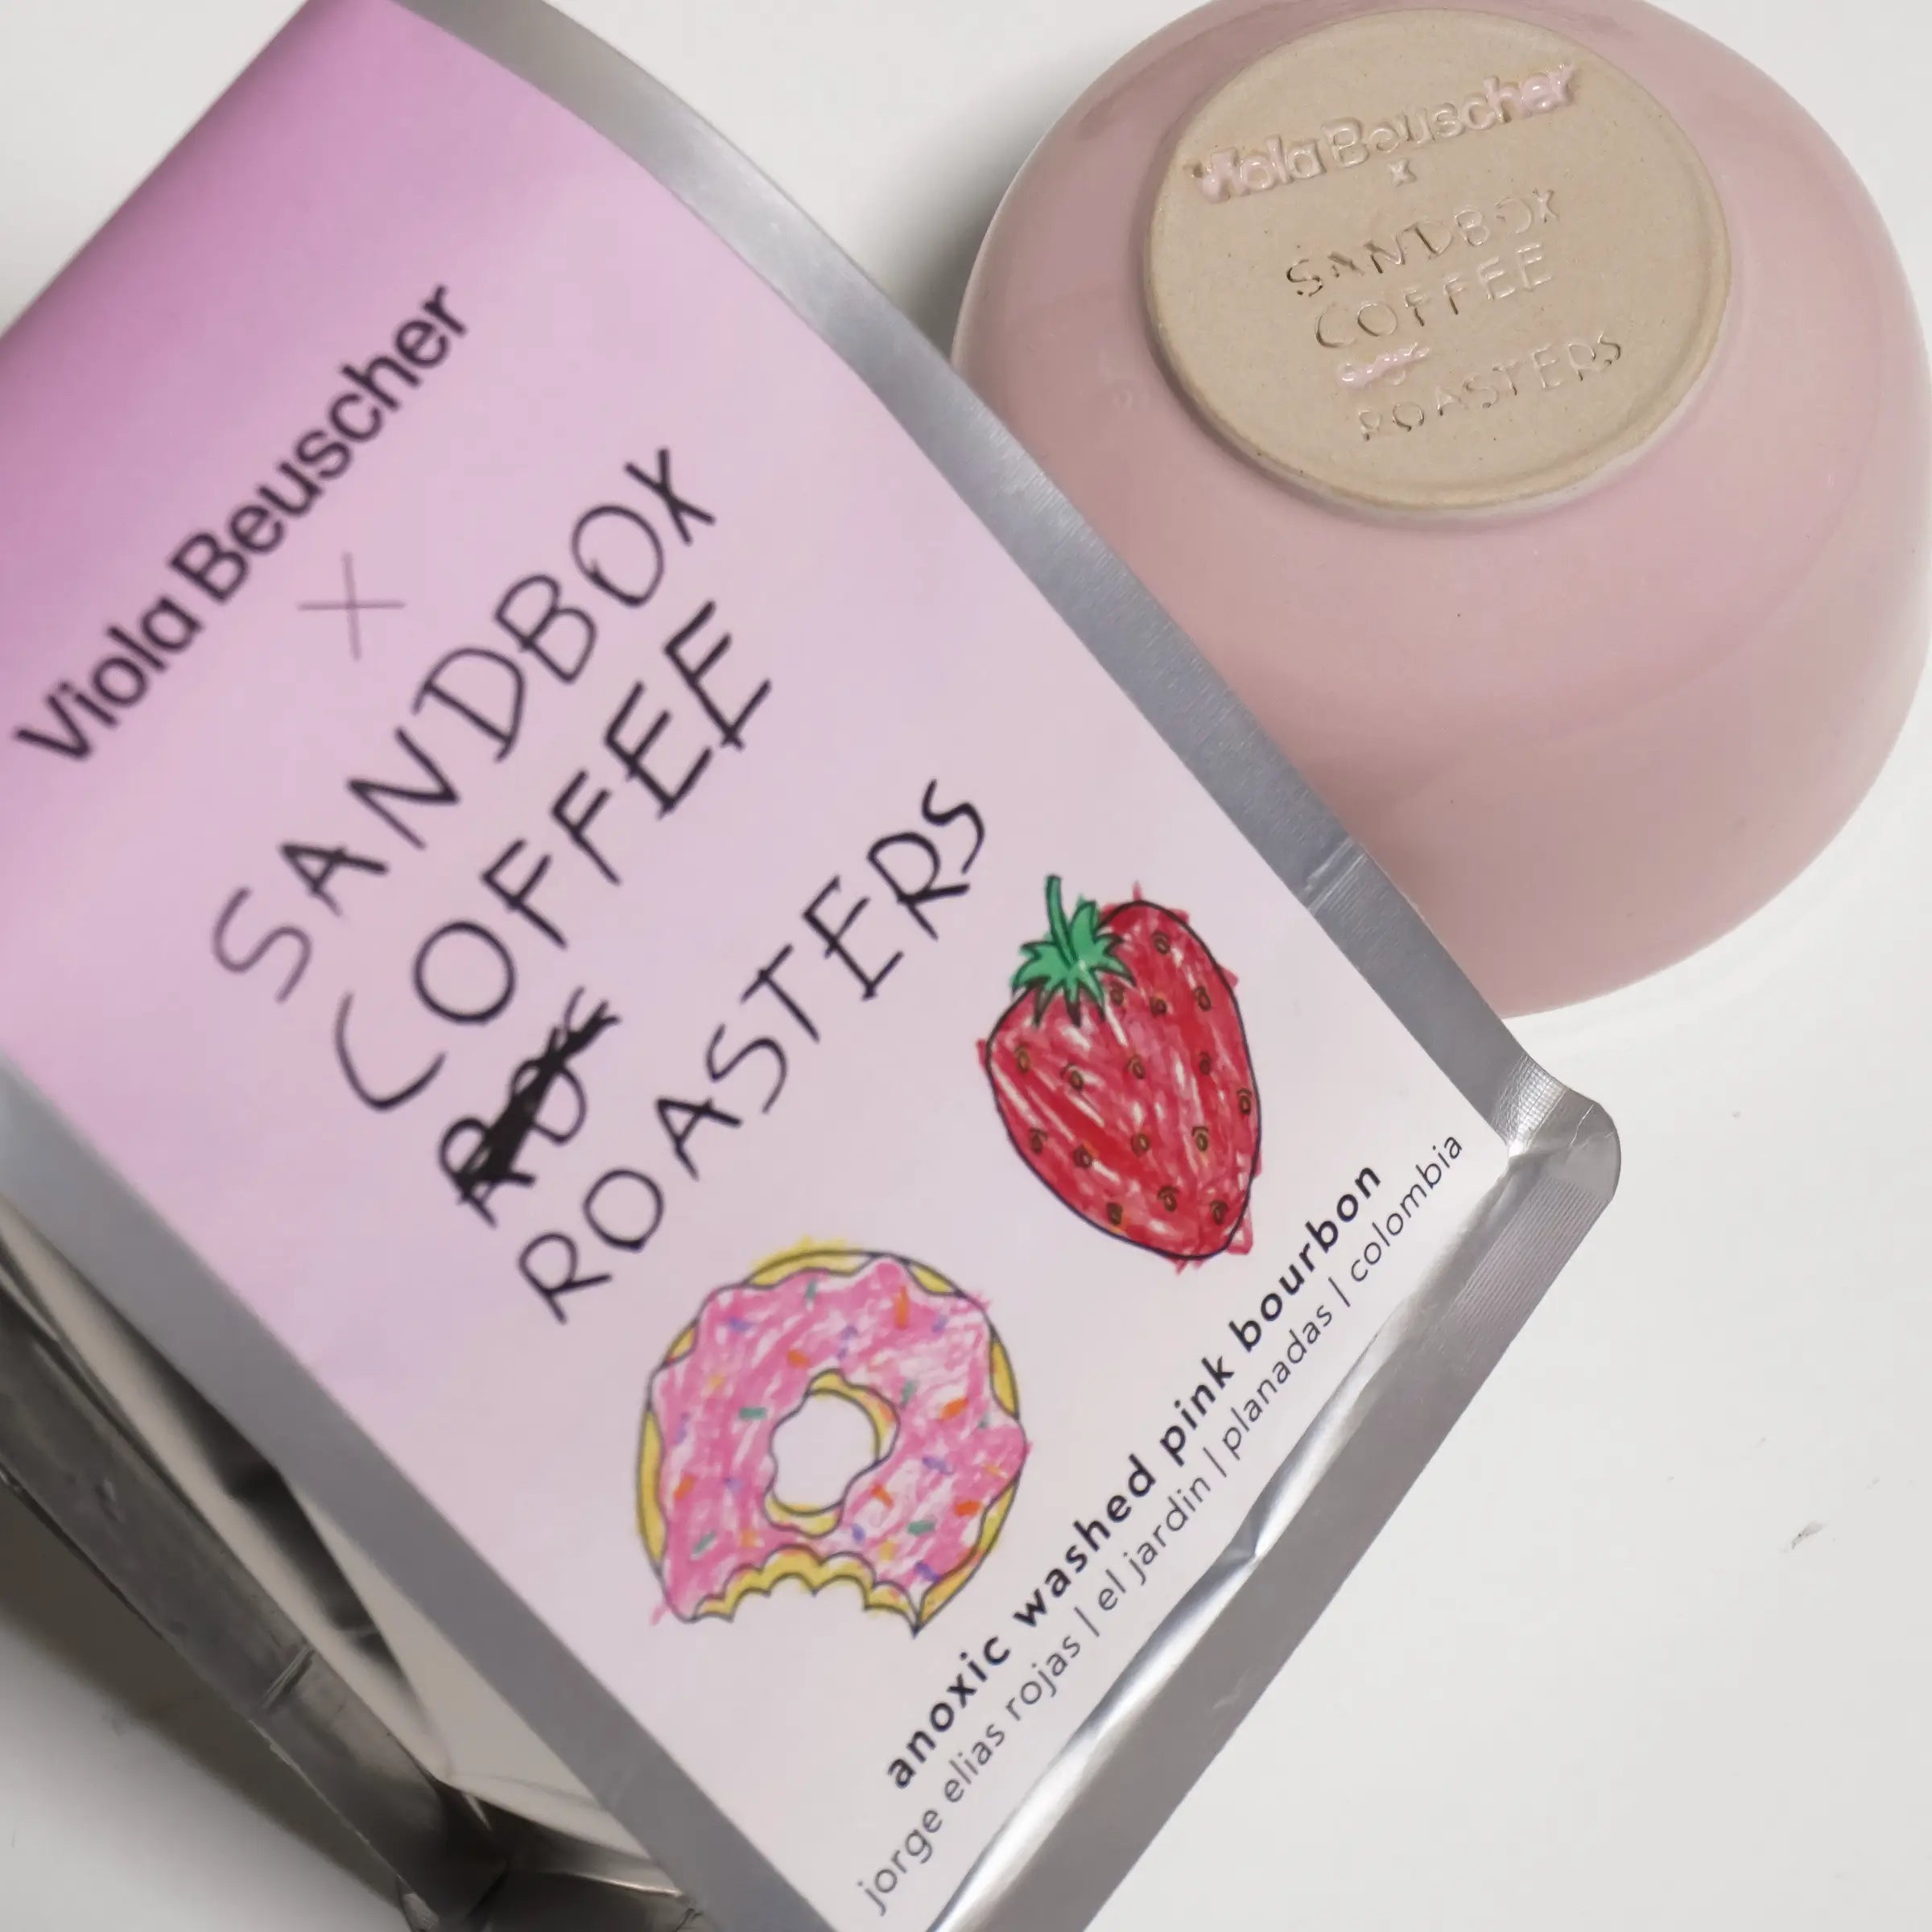 Viola Beuscher
x
SANDBOX
COFFEE
ROASTERS
anoxic washed pink bourbon
jorge elias rojas | el jardin | planadas | colombia
Viola Beuscher
x
SANDBOX
COFFEE
ROASTERS